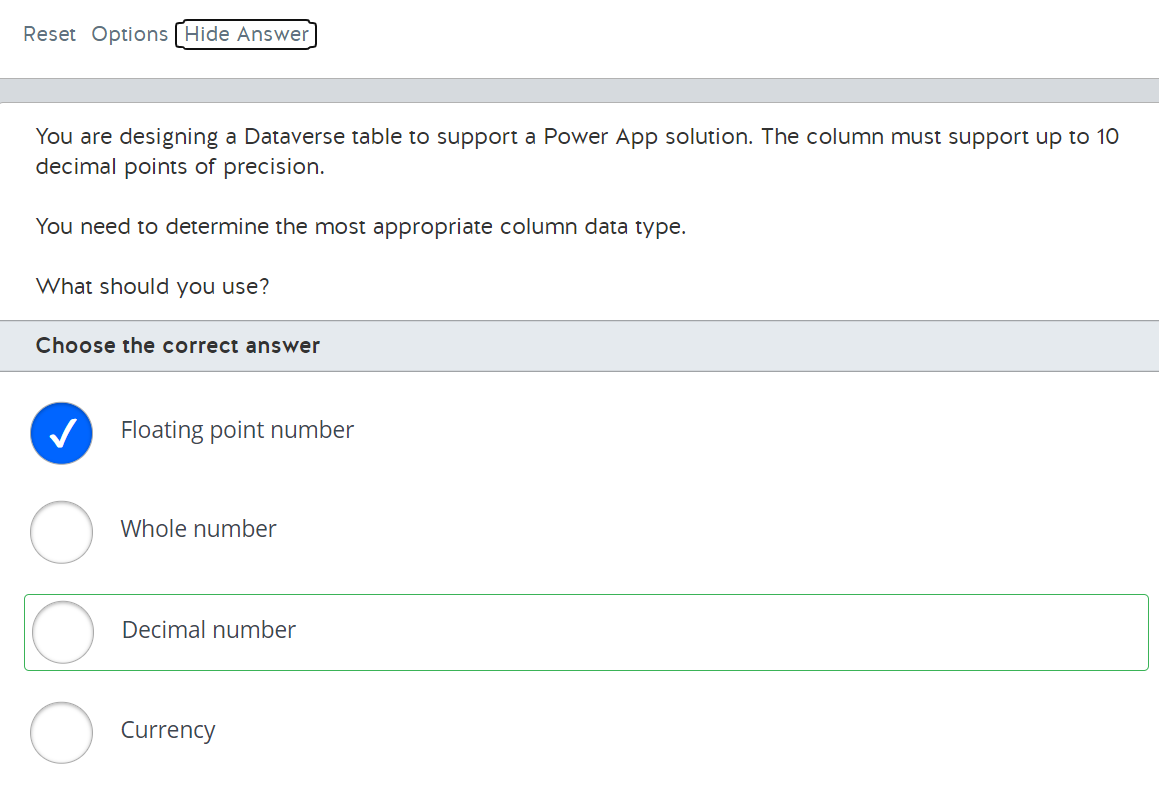 Reset Options Hide Answer
You are designing a Dataverse table to support a Power App solution. The column must support up to 10
decimal points of precision.
You need to determine the most appropriate column data type.
What should you use?
Choose the correct answer
Floating point number
Whole number
Decimal number
Currency